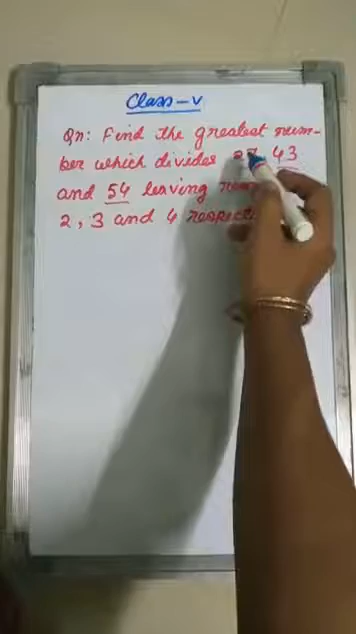 Class-V
Qn: Find the greatest num-
ber which divides 43
and 54 leaving
2, 3 and 4